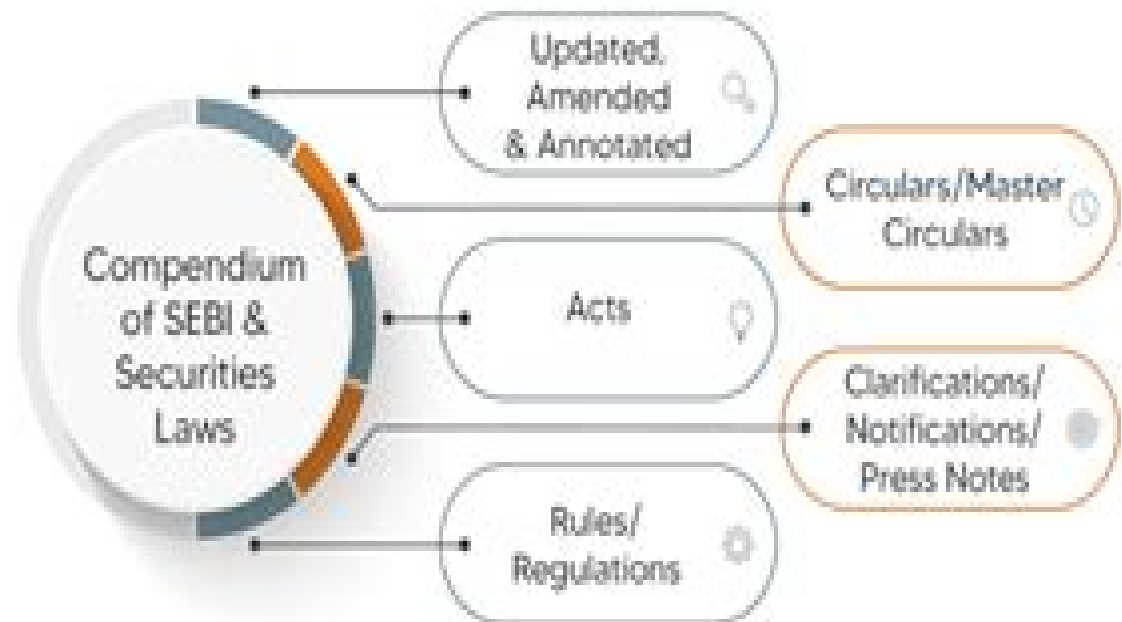 Compendium
of SEBI &
Securities
Laws
Updated,
Amended
& Annotated
Circulars/Master
Circulars
Acts
Clarifications/
Notifications/
Press Notes
Rules/
Regulations